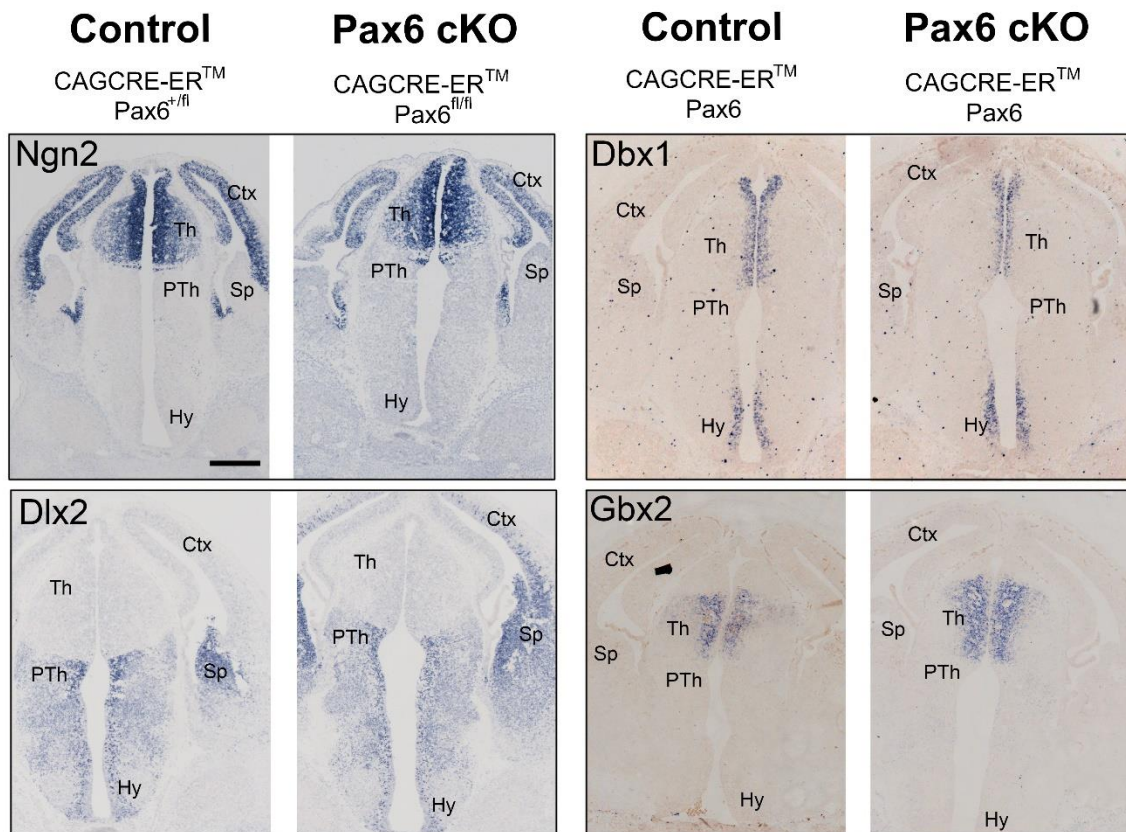 Control
Pax6 cKO
Control
Pax6 cKO
CAGCRE-ER™
Pax6+/fl
CAGCRE-ER™
Pax6fl/fl
CAGCRE-ER™
Pax6
CAGCRE-ER™
Pax6
Ngn2
Ctx
Th
PTh
Sp
Hy
Ctx
Th
PTh
Sp
Hy
Dbx1
Ctx
Th
Sp
PTh
Hy
Ctx
Th
Sp
PTh
Hy
Dlx2
Ctx
Th
PTh
Sp
Hy
Ctx
Th
PTh
Sp
Hy
Gbx2
Ctx
Th
Sp
PTh
Hy
Ctx
Th
Sp
PTh
Hy